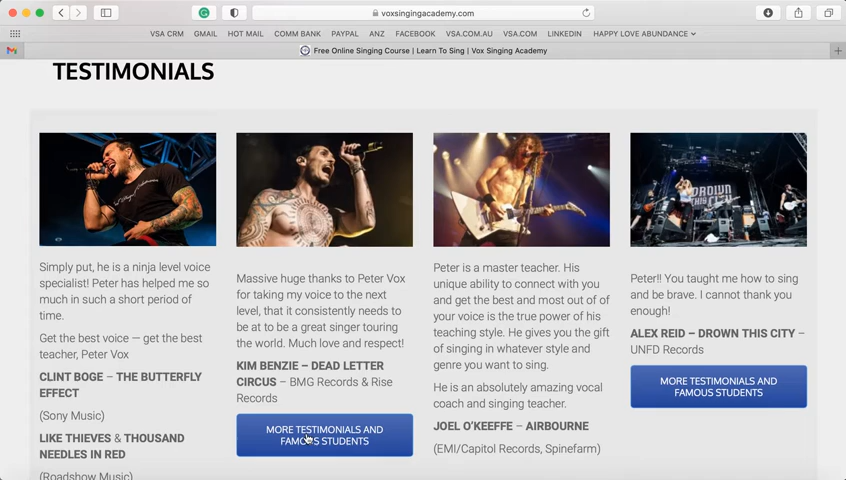 voxsingingacademy.com
VSA CRM GMAIL HOT MAIL COMM BANK PAYPAL ANZ FACEBOOK VSA.COM.AU VSA.COM LINKEDIN HAPPY LOVE ABUNDANCE
Free Online Singing Course | Learn To Sing | Vox Singing Academy
TESTIMONIALS
Simply put, he is a ninja level voice
specialist! Peter has helped me so
much in such a short period of
time.
Get the best voice — get the best
teacher, Peter Vox
CLINT BOGE – THE BUTTERFLY
EFFECT
(Sony Music)
LIKE THIEVES & THOUSAND
NEEDLES IN RED
(Roadshow Music)
Massive huge thanks to Peter Vox
for taking my voice to the next
level, that it consistently needs to
be at to be a great singer touring
the world. Much love and respect!
KIM BENZIE – DEAD LETTER
CIRCUS – BMG Records & Rise
Records
MORE TESTIMONIALS AND
FAMOUS STUDENTS
Peter is a master teacher. His
unique ability to connect with you
and get the best and most out of of
your voice is the true power of his
teaching style. He gives you the gift
of singing in whatever style and
genre you want to sing.
He is an absolutely amazing vocal
coach and singing teacher.
JOEL O'KEEFFE – AIRBOURNE
(EMI/Capitol Records, Spinefarm)
DROWN
THIS CITY
Peter!! You taught me how to sing
and be brave. I cannot thank you
enough!
ALEX REID – DROWN THIS CITY –
UNFD Records
MORE TESTIMONIALS AND
FAMOUS STUDENTS